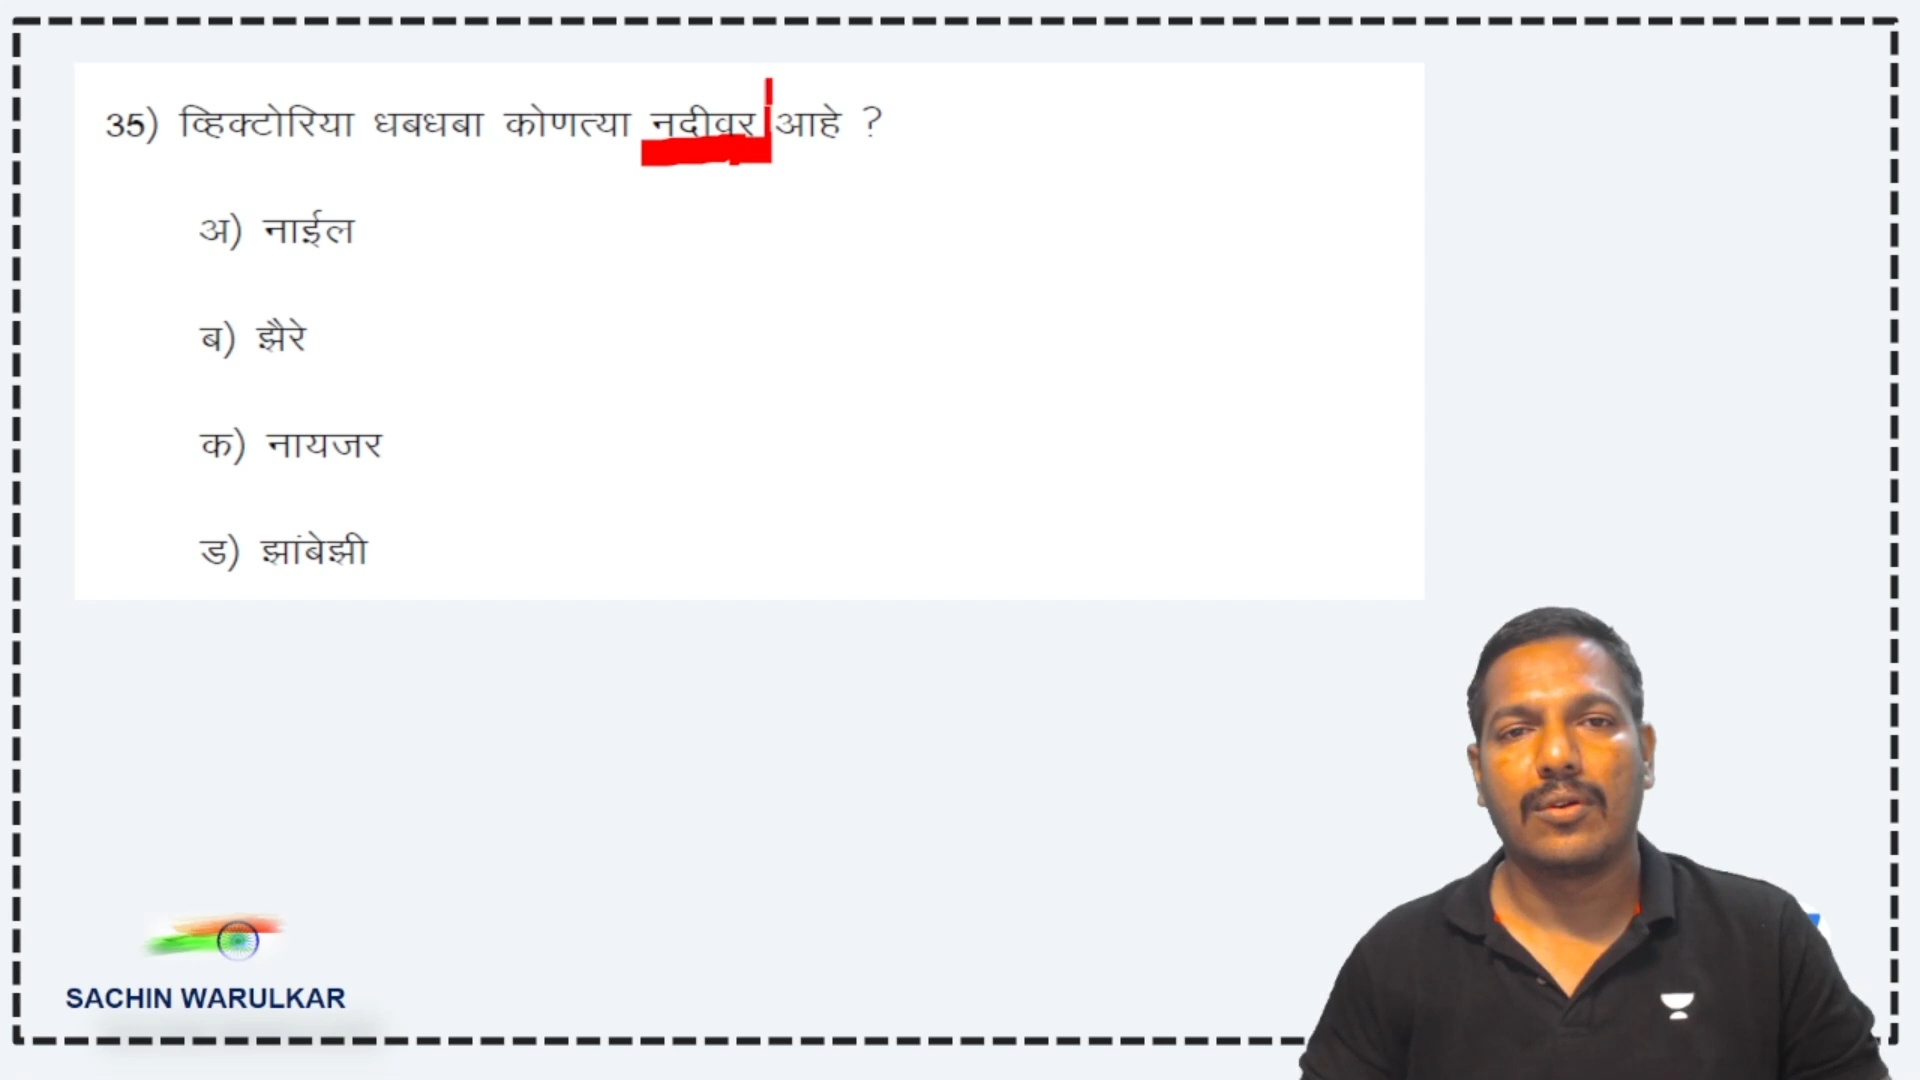 35) व्हिक्टोरिया धबधबा कोणत्या नदीवर आहे ?
अ) नाईल
ब) झैरे
क) नायजर
ड) झांबेझी
SACHIN WARULKAR